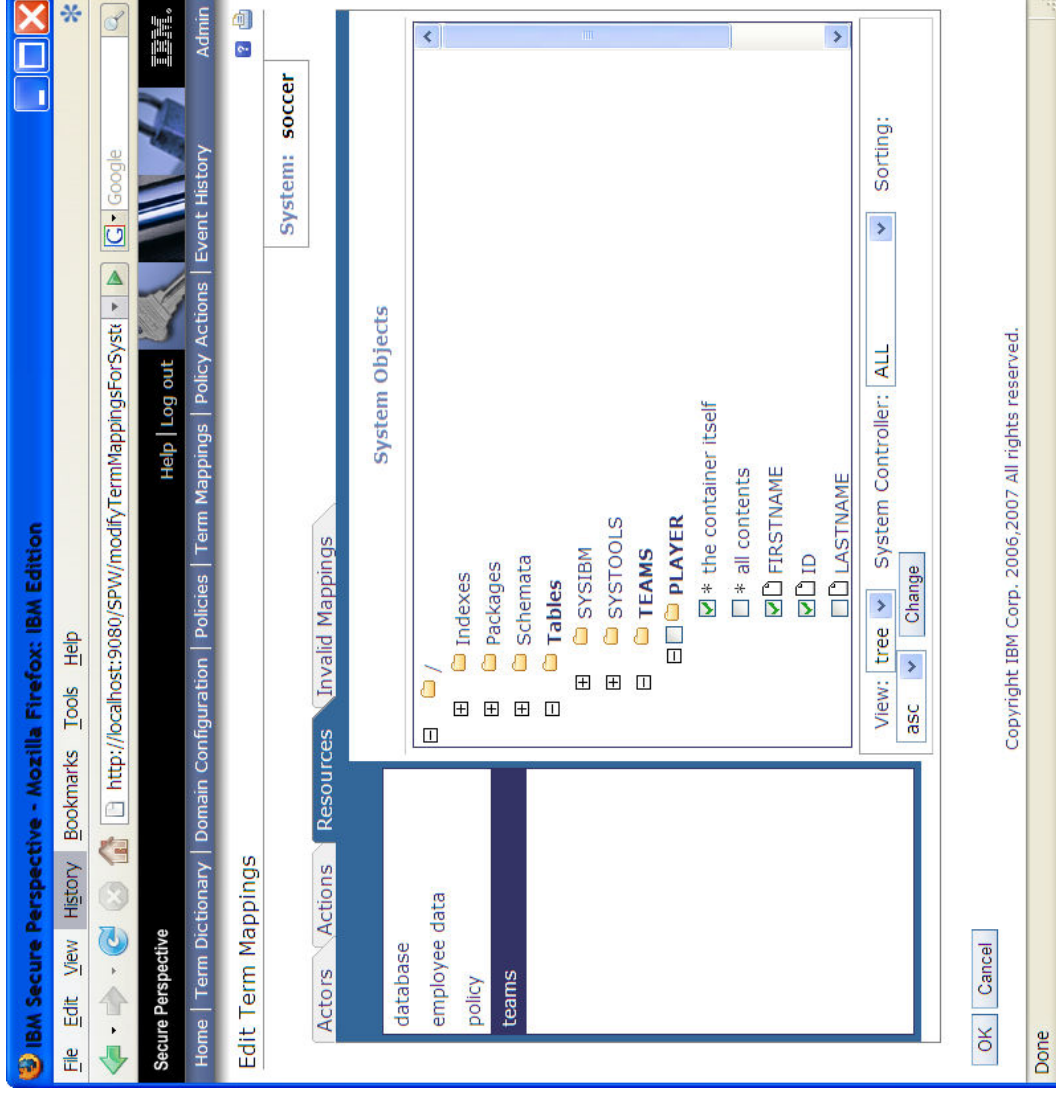 IBM Secure Perspective - Mozilla Firefox: IBM Edition
File Edit View History Bookmarks Tools Help
http://localhost:9080/SPW/modifyTermMappingsForSyste
G Google
Secure Perspective
Help | Log out
IBM.
Home | Term Dictionary | Domain Configuration | Policies | Term Mappings | Policy Actions | Event History
Admin
Edit Term Mappings
?
System: soccer
Actors
Actions
Resources
Invalid Mappings
database
employee data
policy
teams
System Objects
/
Indexes
Packages
Schemata
Tables
SYSIBM
SYSTOOLS
TEAMS
PLAYER
* the container itself
* all contents
FIRSTNAME
ID
LASTNAME
View: tree System Controller: ALL Sorting:
asc Change
OK Cancel
Copyright IBM Corp. 2006,2007 All rights reserved.
Done